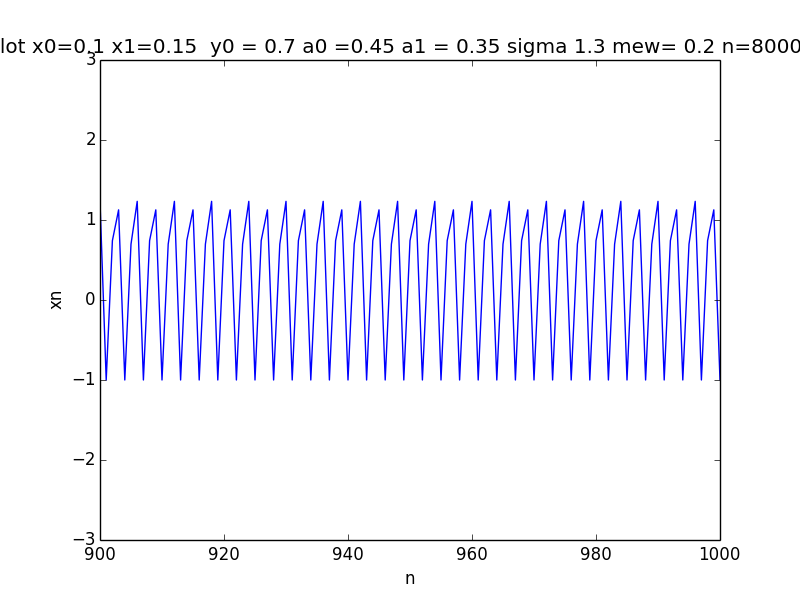 lot x0=0.1 x1=0.15  y0 = 0.7 a0 =0.45 a1 = 0.35 sigma 1.3 mew= 0.2 n=8000
3
2
1
0
−1
−2
−3
xn
900 920 940 960 980 1000
n